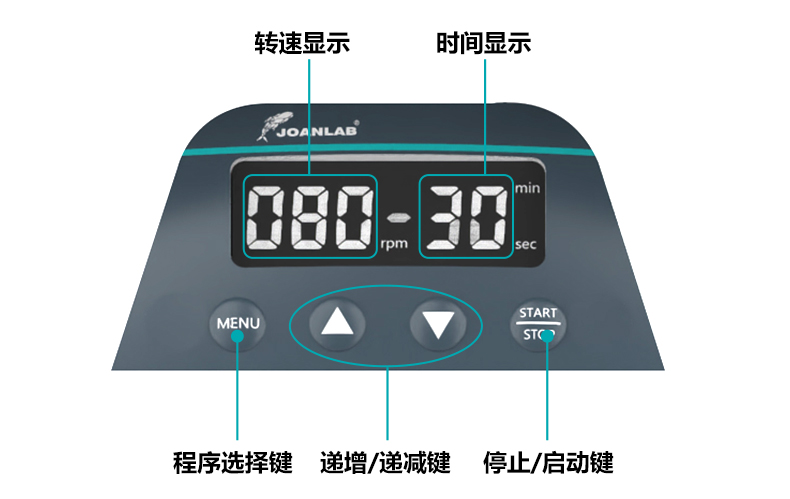 转速显示
时间显示
JOANLAB®
080 rpm - 30 min sec
MENU
START
STOP
程序选择键
递增/递减键
停止/启动键